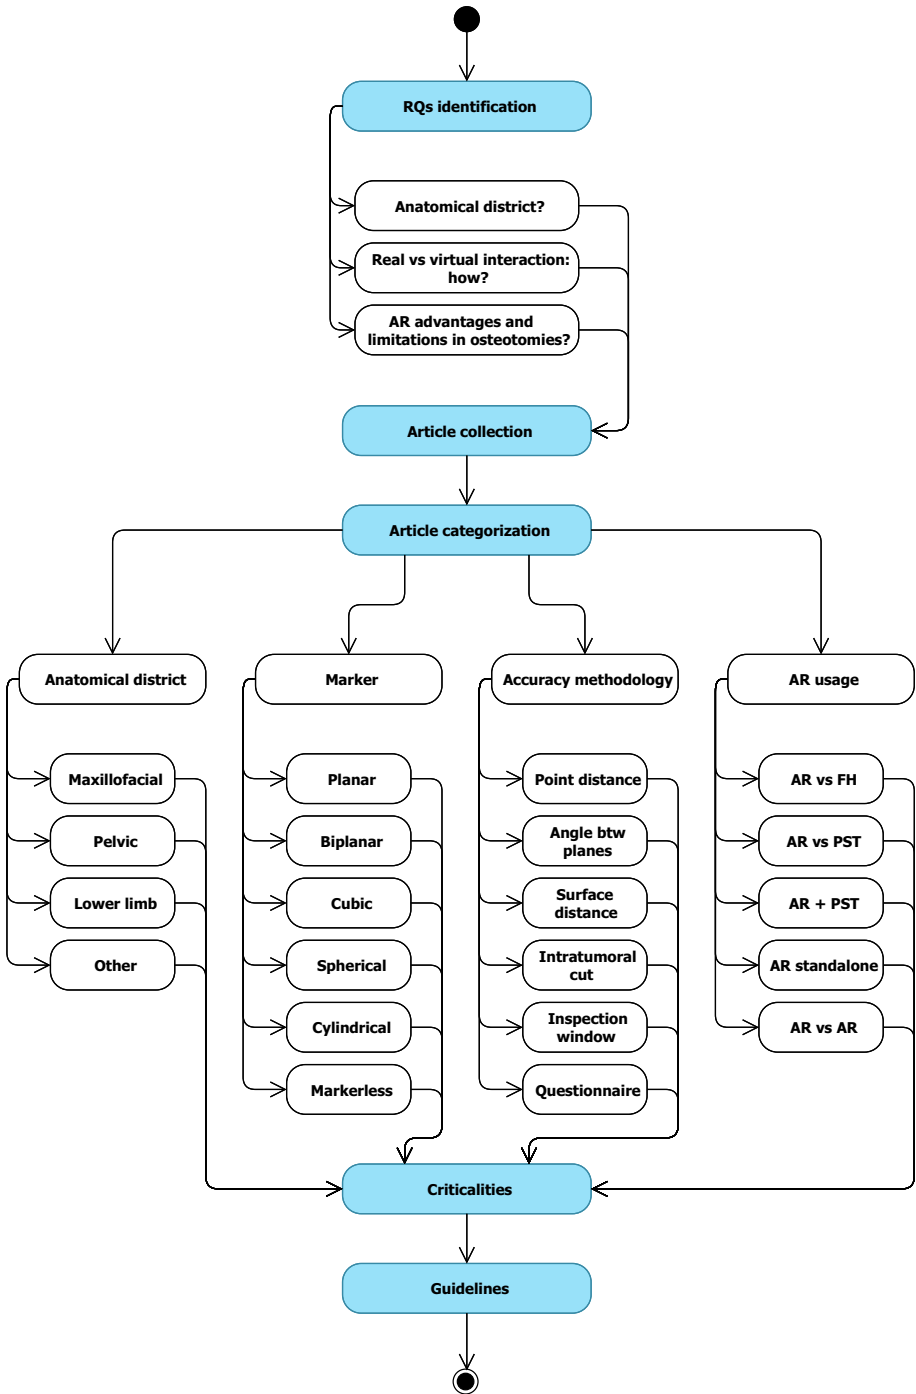 RQs identification
Anatomical district?
Real vs virtual interaction:
how?
AR advantages and
limitations in osteotomies?
Article collection
Article categorization
Anatomical district
Maxillofacial
Pelvic
Lower limb
Other
Marker
Planar
Biplanar
Cubic
Spherical
Cylindrical
Markerless
Accuracy methodology
Point distance
Angle btw
planes
Surface
distance
Intratumoral
cut
Inspection
window
Questionnaire
AR usage
AR vs FH
AR vs PST
AR + PST
AR standalone
AR vs AR
Criticalities
Guidelines